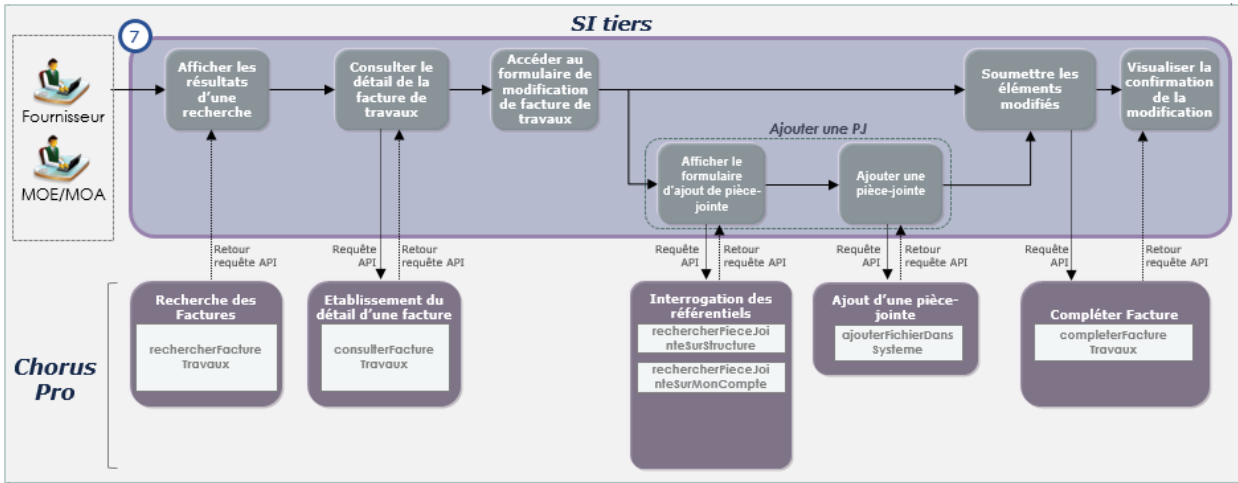 SI tiers
7
Fournisseur
MOE/MOA
Afficher les
résultats
d'une
recherche
Consulter le
détail de la
facture de
travaux
Accéder au
formulaire de
modification
de facture de
travaux
Soumettre les
éléments
modifiés
Visualiser la
confirmation
de la
modification
Ajouter une PJ
Afficher le
formulaire
d'ajout de pièce-
jointe
Ajouter une
pièce-jointe
Retour
requête API
Requête
API
Retour
requête API
Requête
API
Retour
requête API
Requête
API
Retour
requête API
Requête
API
Retour
requête API
Chorus
Pro
Recherche des
Factures
rechercherFacture
Travaux
Etablissement du
détail d'une facture
consulterFacture
Travaux
Interrogation des
référentiels
rechercherPieceJoi
nteSurStructure
rechercherPieceJoi
nteSurMonCompte
Ajout d'une pièce-
jointe
ajouterFichierDans
Systeme
Compléter Facture
completerFacture
Travaux